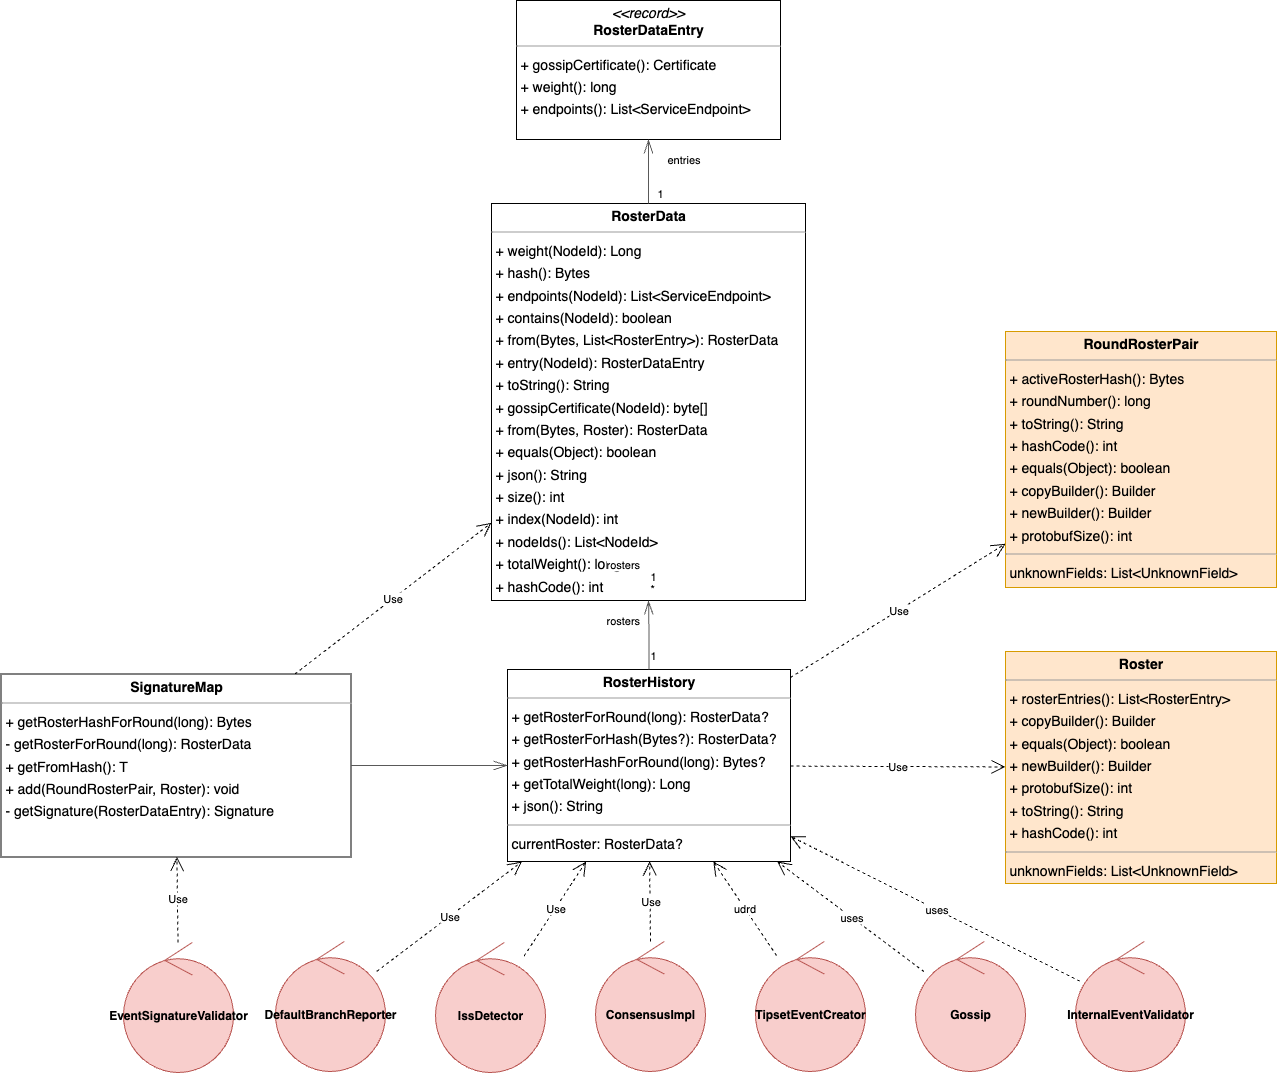 <<record>>
RosterDataEntry
+ gossipCertificate(): Certificate
+ weight(): long
+ endpoints(): List<ServiceEndpoint>
entries
1
RosterData
+ weight(NodeId): Long
+ hash(): Bytes
+ endpoints(NodeId): List<ServiceEndpoint>
+ contains(NodeId): boolean
+ from(Bytes, List<RosterEntry>): RosterData
+ entry(NodeId): RosterDataEntry
+ toString(): String
+ gossipCertificate(NodeId): byte[]
+ from(Bytes, Roster): RosterData
+ equals(Object): boolean
+ json(): String
+ size(): int
+ index(NodeId): int
+ nodeIds(): List<NodeId>
+ totalWeight(): lo
rosters
1
+ hashCode(): int
*
rosters
1
RoundRosterPair
+ activeRosterHash(): Bytes
+ roundNumber(): long
+ toString(): String
+ hashCode(): int
+ equals(Object): boolean
+ copyBuilder(): Builder
+ newBuilder(): Builder
+ protobufSize(): int
unknownFields: List<UnknownField>
Use
Use
Roster
+ rosterEntries(): List<RosterEntry>
+ copyBuilder(): Builder
+ equals(Object): boolean
+ newBuilder(): Builder
+ protobufSize(): int
+ toString(): String
+ hashCode(): int
unknownFields: List<UnknownField>
SignatureMap
+ getRosterHashForRound(long): Bytes
- getRosterForRound(long): RosterData
+ getFromHash(): T
+ add(RoundRosterPair, Roster): void
- getSignature(RosterDataEntry): Signature
RosterHistory
+ getRosterForRound(long): RosterData?
+ getRosterForHash(Bytes?): RosterData?
+ getRosterHashForRound(long): Bytes?
+ getTotalWeight(long): Long
+ json(): String
currentRoster: RosterData?
Use
Use
Use
Use
Use
udrd
uses
uses
EventSignatureValidator
DefaultBranchReporter
IssDetector
ConsensusImpl
TipsetEventCreator
Gossip
InternalEventValidator